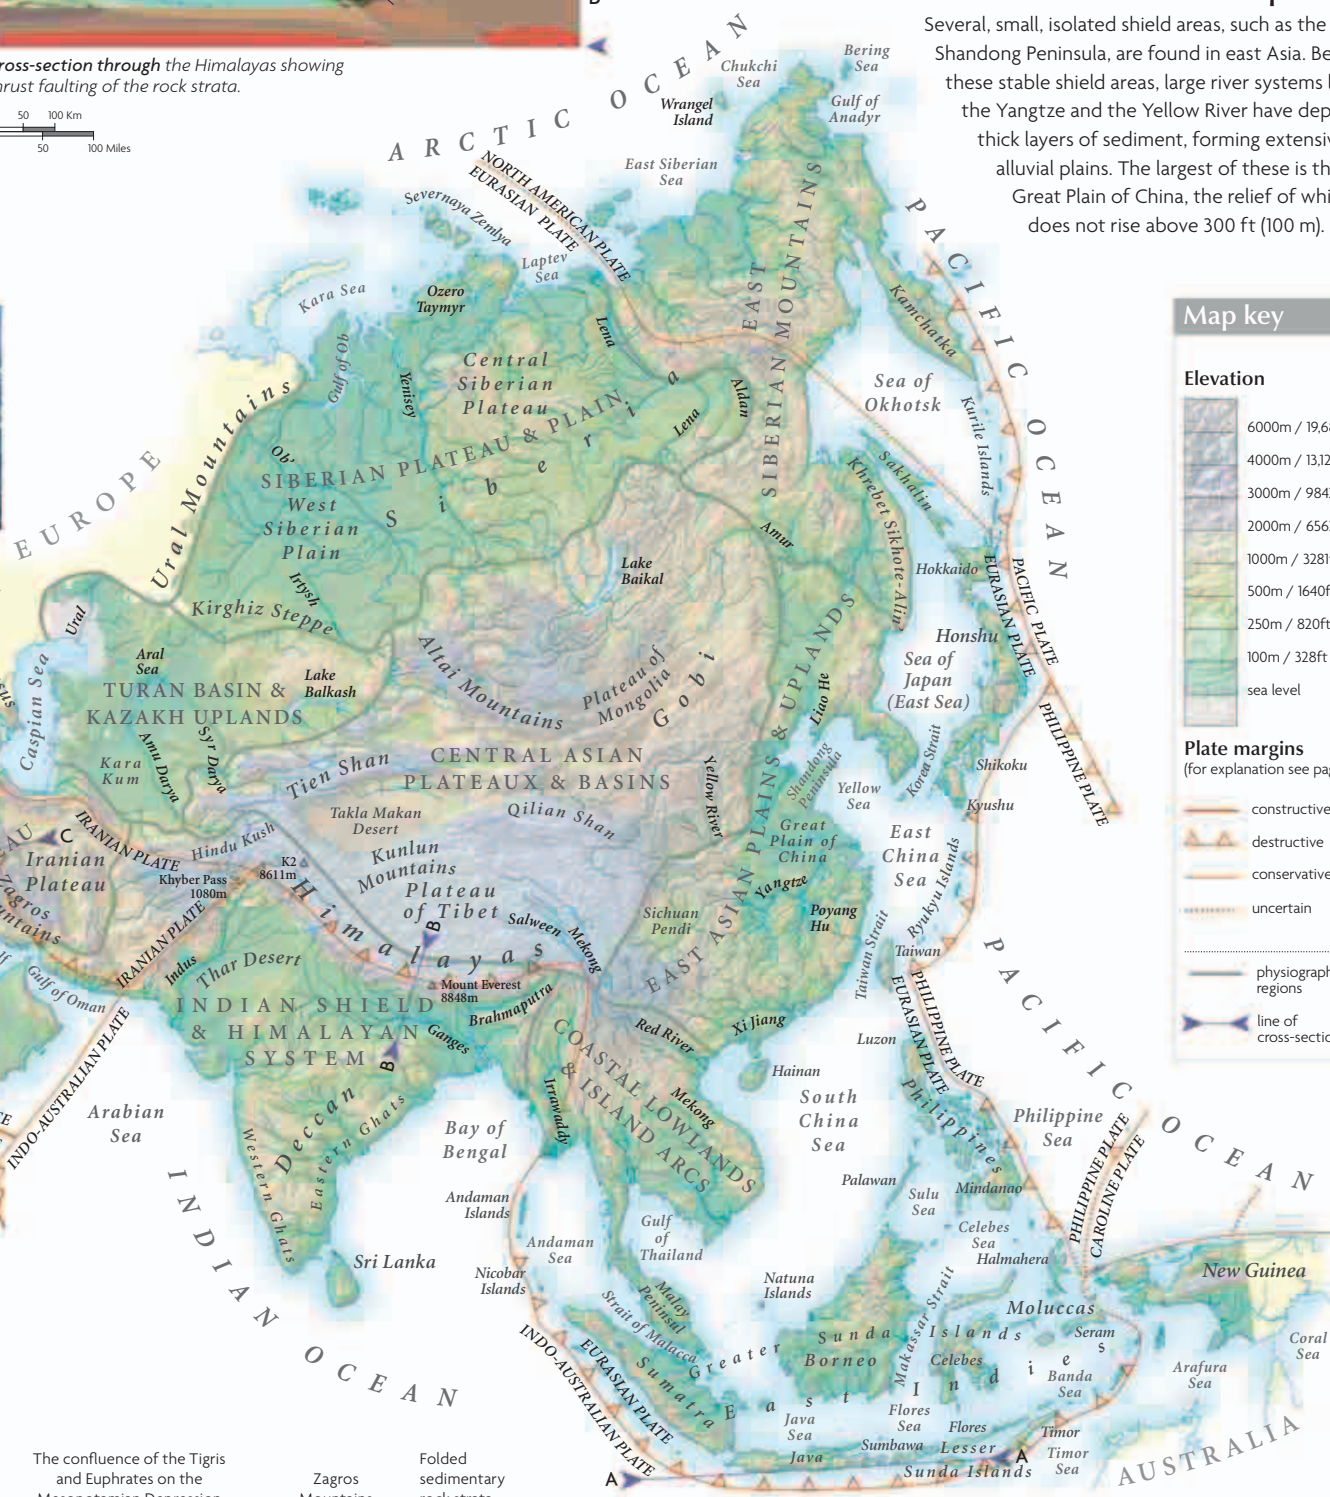 B
ross-section through the Himalayas showing
hrust faulting of the rock strata.
50 100 Km
50 100 Miles
Several, small, isolated shield areas, such as the
Shandong Peninsula, are found in east Asia. Be
these stable shield areas, large river systems l
the Yangtze and the Yellow River have dep
thick layers of sediment, forming extensiv
alluvial plains. The largest of these is th
Great Plain of China, the relief of whi
does not rise above 300 ft (100 m).
ARCTIC OCEAN
Chukchi
Sea
Bering
Sea
Wrangel
Island
Gulf of
Anadyr
East Siberian
Sea
NORTH AMERICAN PLATE
EURASIAN PLATE
Severnaya Zemlya
Laptev
Sea
Kara Sea
Ozero
Taymyr
PACIFIC OCEAN
Kamchatka
EAST
SIBERIAN MOUNTAINS
Gulf of Ob
Yenisey
Lena
Central
Siberian
Plateau
Lena
Aldan
Sea of
Okhotsk
Kurile Islands
Ural Mountains
EUROPE
Ob'
SIBERIAN PLATEAU & PLAIN
Siberia
West
Siberian
Plain
Khrebet Sikhote-Alin'
Sakhalin
Amur
Irtysh
Kirghiz Steppe
Lake
Baikal
Hokkaido
EURASIAN PLATE
PACIFIC PLATE
Ural
Aral
Sea
Altai Mountains
Plateau of
Mongolia
Gobi
Honshu
Sea of
Japan
(East Sea)
Caspian Sea
TURAN BASIN &
KAZAKH UPLANDS
Lake
Balkash
Liao He
PHILIPPINE PLATE
Kara
Kum
Amu Darya
Syr Darya
Tien Shan
CENTRAL ASIAN
PLATEAUX & BASINS
Yellow River
EAST ASIAN PLAINS & UPLANDS
Shandong
Peninsula
Yellow
Sea
Korea Strait
Shikoku
Kyushu
Takla Makan
Desert
Qilian Shan
Great
Plain of
China
East
China
Sea
Ryukyu Islands
AU
C
IRANIAN PLATE
Hindu Kush
Iranian
Plateau
Khyber Pass
1080m
K2
8611m
Kunlun
Mountains
Plateau
of Tibet
Himalayas
B
Salween
Mekong
Sichuan
Pendi
Yangtze
Poyang
Hu
Zagros
untains
IRANIAN PLATE
Indus
Thar Desert
Taiwan Strait
Taiwan
Gulf of Oman
INDO-AUSTRALIAN PLATE
INDIAN SHIELD
& HIMALAYAN
SYSTEM
Mount Everest
8848m
Brahmaputra
Ganges
B
Red River
Xi Jiang
EURASIAN PLATE
PHILIPPINE PLATE
PACIFIC OCEAN
Luzon
Hainan
COASTAL LOWLANDS
& ISLAND ARCS
Irrawaddy
Mekong
South
China
Sea
Philippines
Philippine
Sea
Arabian
Sea
Deccan
Western Ghats
Eastern Ghats
Bay of
Bengal
PHILIPPINE PLATE
CAROLINE PLATE
Palawan
Sulu
Sea
Mindanao
Andaman
Islands
Andaman
Sea
Gulf
of
Thailand
Celebes
Sea
Halmahera
INDIAN OCEAN
Sri Lanka
Nicobar
Islands
Natuna
Islands
New Guinea
Malay
Peninsul
Strait of Malacca
Makassar Strait
Moluccas
INDO-AUSTRALIAN PLATE
EURASIAN PLATE
Sumatra
Greater Sunda Islands
Borneo
Celebes
Seram
East Indies
Banda
Sea
Arafura
Sea
Coral
Sea
Java
Sea
Flores
Sea
Flores
Timor
Java
Sumbawa
Lesser
Sunda Islands
A
Timor
Sea
AUSTRALIA
A
Map key
Elevation
4000m / 13,12
3000m / 984
2000m / 656
1000m / 3281
500m / 1640f
250m / 820ft
100m / 328ft
sea level
Plate margins
(for explanation see pag
constructive
destructive
conservative
uncertain
physiograph
regions
line of
cross-sectio
The confluence of the Tigris
and Euphrates on the
Mesopotamian Depression
Zagros
Mountains
Folded
sedimentary
rock strata